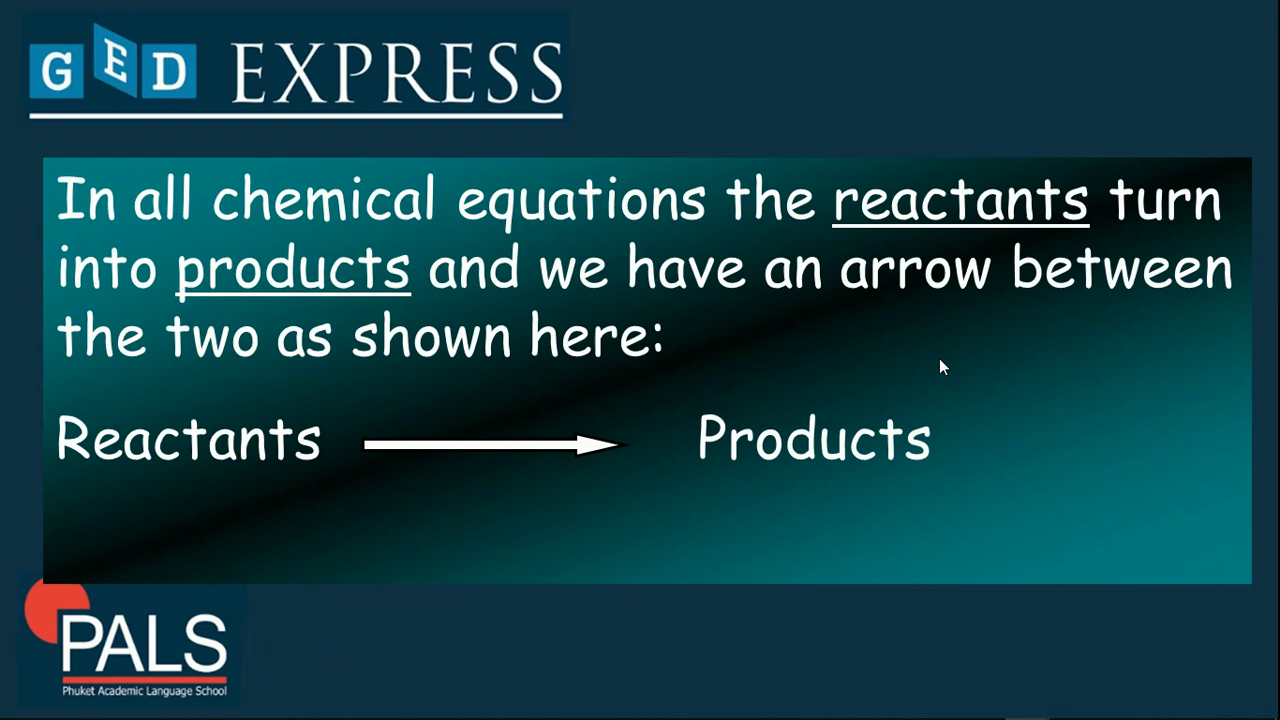 GED EXPRESS
In all chemical equations the reactants turn
into products and we have an arrow between
the two as shown here:
Reactants Products
PALS
Phuket Academic Language School